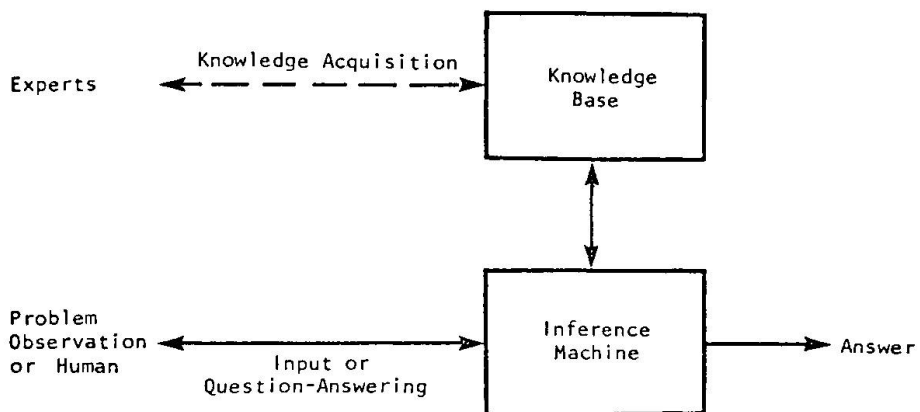 Knowledge Acquisition
Experts
Knowledge
Base
Problem
Observation
or Human
Input or
Question-Answering
Inference
Machine
Answer